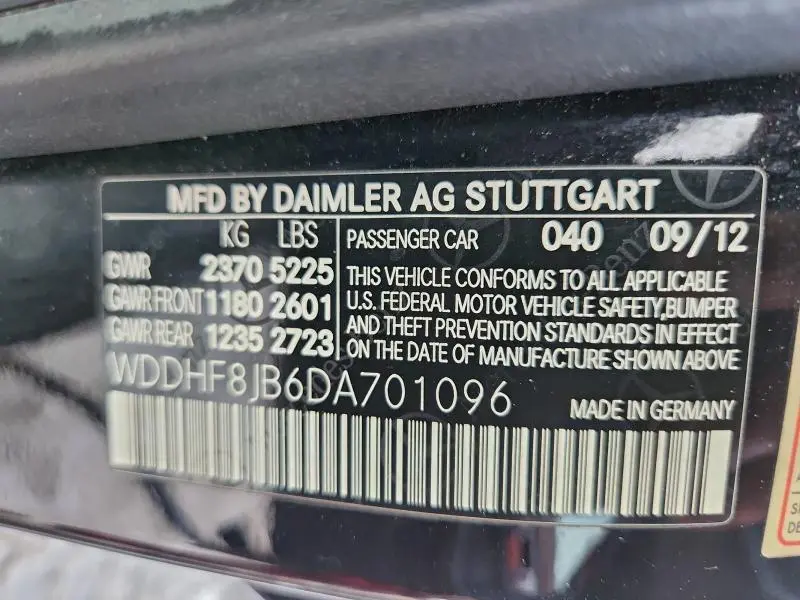 MFD BY DAIMLER AG STUTTGART
KG LBS
GVWR 2370 5225
GAWR FRONT 1180 2601
GAWR REAR 1235 2723
PASSENGER CAR 040 09/12
THIS VEHICLE CONFORMS TO ALL APPLICABLE
U.S. FEDERAL MOTOR VEHICLE SAFETY,BUMPER
AND THEFT PREVENTION STANDARDS IN EFFECT
ON THE DATE OF MANUFACTURE SHOWN ABOVE
WDDHF8JB6DA701096
MADE IN GERMANY